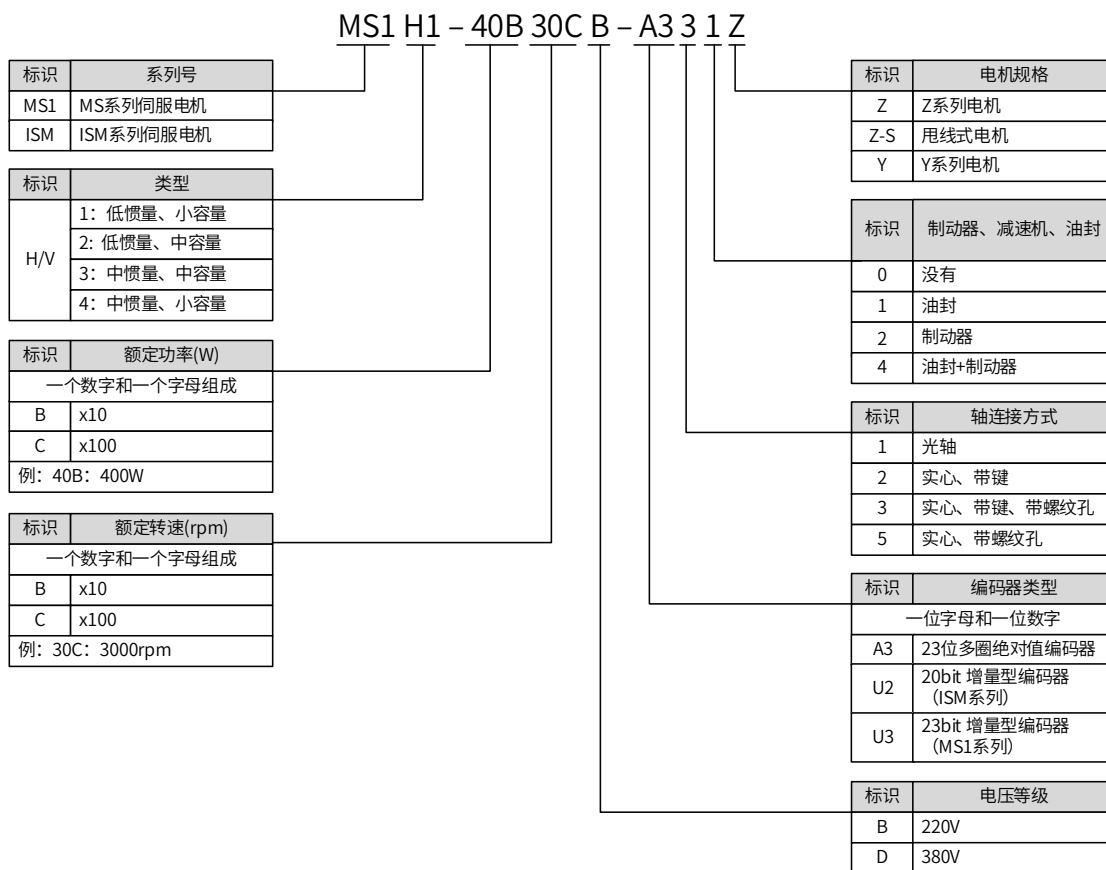 MS1 H1 – 40B 30C B – A3 3 1 Z
标识 系列号
MS1 MS系列伺服电机
ISM ISM系列伺服电机
标识 类型
H/V
1：低惯量、小容量
2: 低惯量、中容量
3：中惯量、中容量
4：中惯量、小容量
标识 额定功率(W)
一个数字和一个字母组成
B x10
C x100
例：40B：400W
标识 额定转速(rpm)
一个数字和一个字母组成
B x10
C x100
例：30C：3000rpm
标识 电机规格
Z Z系列电机
Z-S 甩线式电机
Y Y系列电机
标识 制动器、减速机、油封
0 没有
1 油封
2 制动器
4 油封+制动器
标识 轴连接方式
1 光轴
2 实心、带键
3 实心、带键、带螺纹孔
5 实心、带螺纹孔
标识 编码器类型
一位字母和一位数字
A3 23位多圈绝对值编码器
U2 20bit 增量型编码器
（ISM系列）
U3 23bit 增量型编码器
（MS1系列）
标识 电压等级
B 220V
D 380V